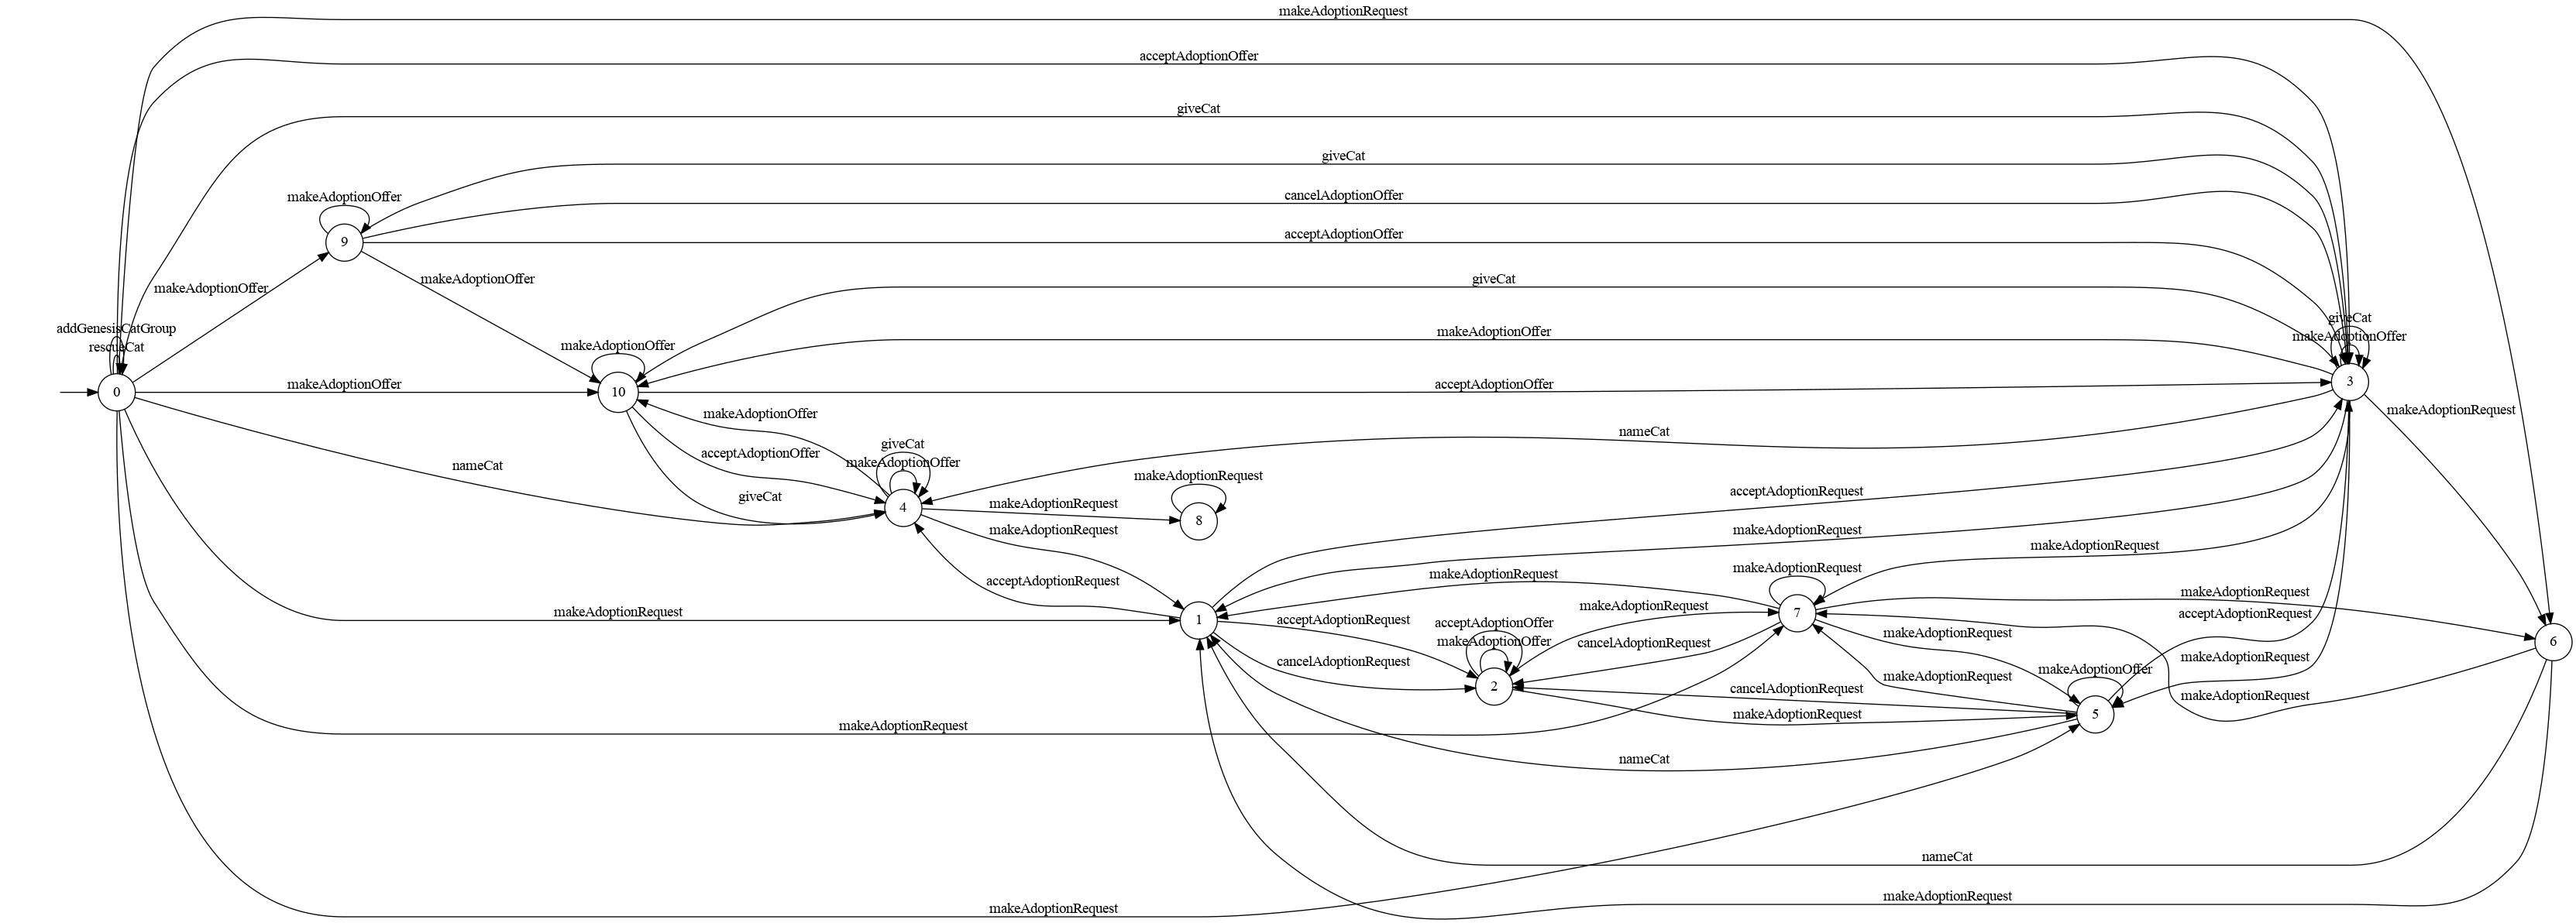 makeAdoptionRequest
acceptAdoptionOffer
giveCat
giveCat
makeAdoptionOffer
cancelAdoptionOffer
acceptAdoptionOffer
9
makeAdoptionOffer
giveCat
makeAdoptionOffer
addGenesisCatGroup
giveCat
makeAdoptionOffer
makeAdoptionOffer
rescueCat
makeAdoptionOffer
makeAdoptionOffer
acceptAdoptionOffer
3
0
10
makeAdoptionRequest
makeAdoptionOffer
nameCat
giveCat
acceptAdoptionOffer
makeAdoptionOffer
nameCat
makeAdoptionRequest
acceptAdoptionRequest
giveCat
makeAdoptionRequest
4
8
makeAdoptionRequest
makeAdoptionRequest
makeAdoptionRequest
makeAdoptionRequest
makeAdoptionRequest
acceptAdoptionRequest
makeAdoptionRequest
makeAdoptionRequest
makeAdoptionRequest
1
7
acceptAdoptionRequest
acceptAdoptionOffer
acceptAdoptionRequest
makeAdoptionRequest
6
makeAdoptionOffer
cancelAdoptionRequest
cancelAdoptionRequest
makeAdoptionRequest
makeAdoptionOffer
2
makeAdoptionRequest
cancelAdoptionRequest
makeAdoptionRequest
makeAdoptionRequest
5
makeAdoptionRequest
makeAdoptionRequest
nameCat
nameCat
makeAdoptionRequest
makeAdoptionRequest